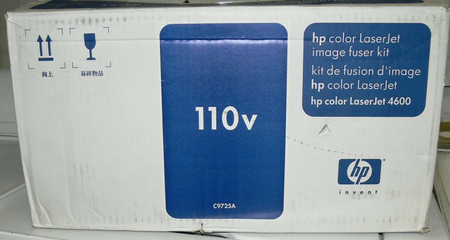 向上
易碎物品
110v
C9725A
hp color LaserJet
image fuser kit
kit de fusion d'image
hp color LaserJet
hp color LaserJet 4600
hp
invent